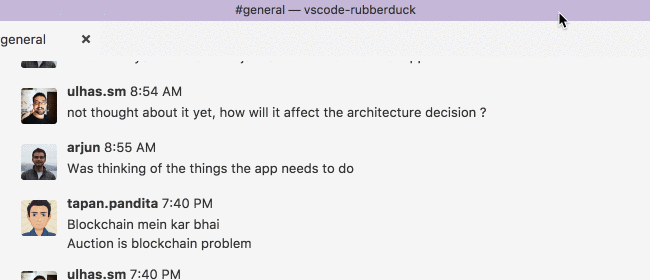 #general — vscode-rubberduck
general ×
ulhas.sm 8:54 AM
not thought about it yet, how will it affect the architecture decision ?
arjun 8:55 AM
Was thinking of the things the app needs to do
tapan.pandita 7:40 PM
Blockchain mein kar bhai
Auction is blockchain problem
ulhas.sm 7:40 PM